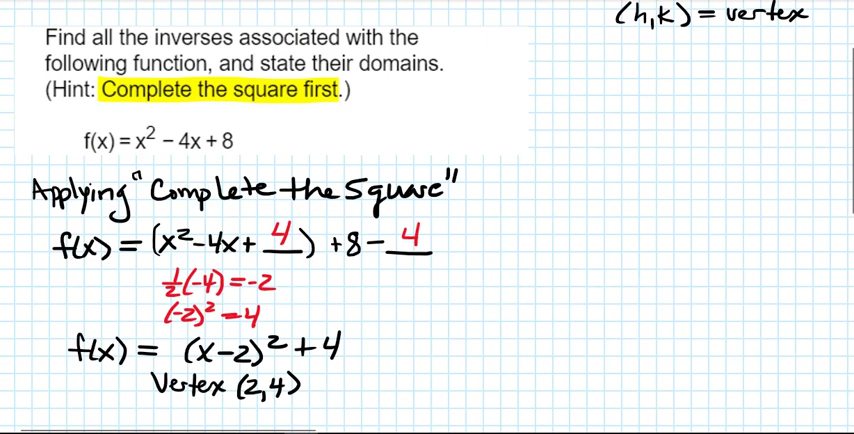 (h,k) = vertex
Find all the inverses associated with the
following function, and state their domains.
(Hint: Complete the square first.)
f(x) = x² − 4x + 8
Applying "Complete the Square"
f(x) = (x²-4x+ 4 ) +8- 4
½(-4) = -2
(-2)² = 4
f(x) = (x-2)² + 4
Vertex (2,4)